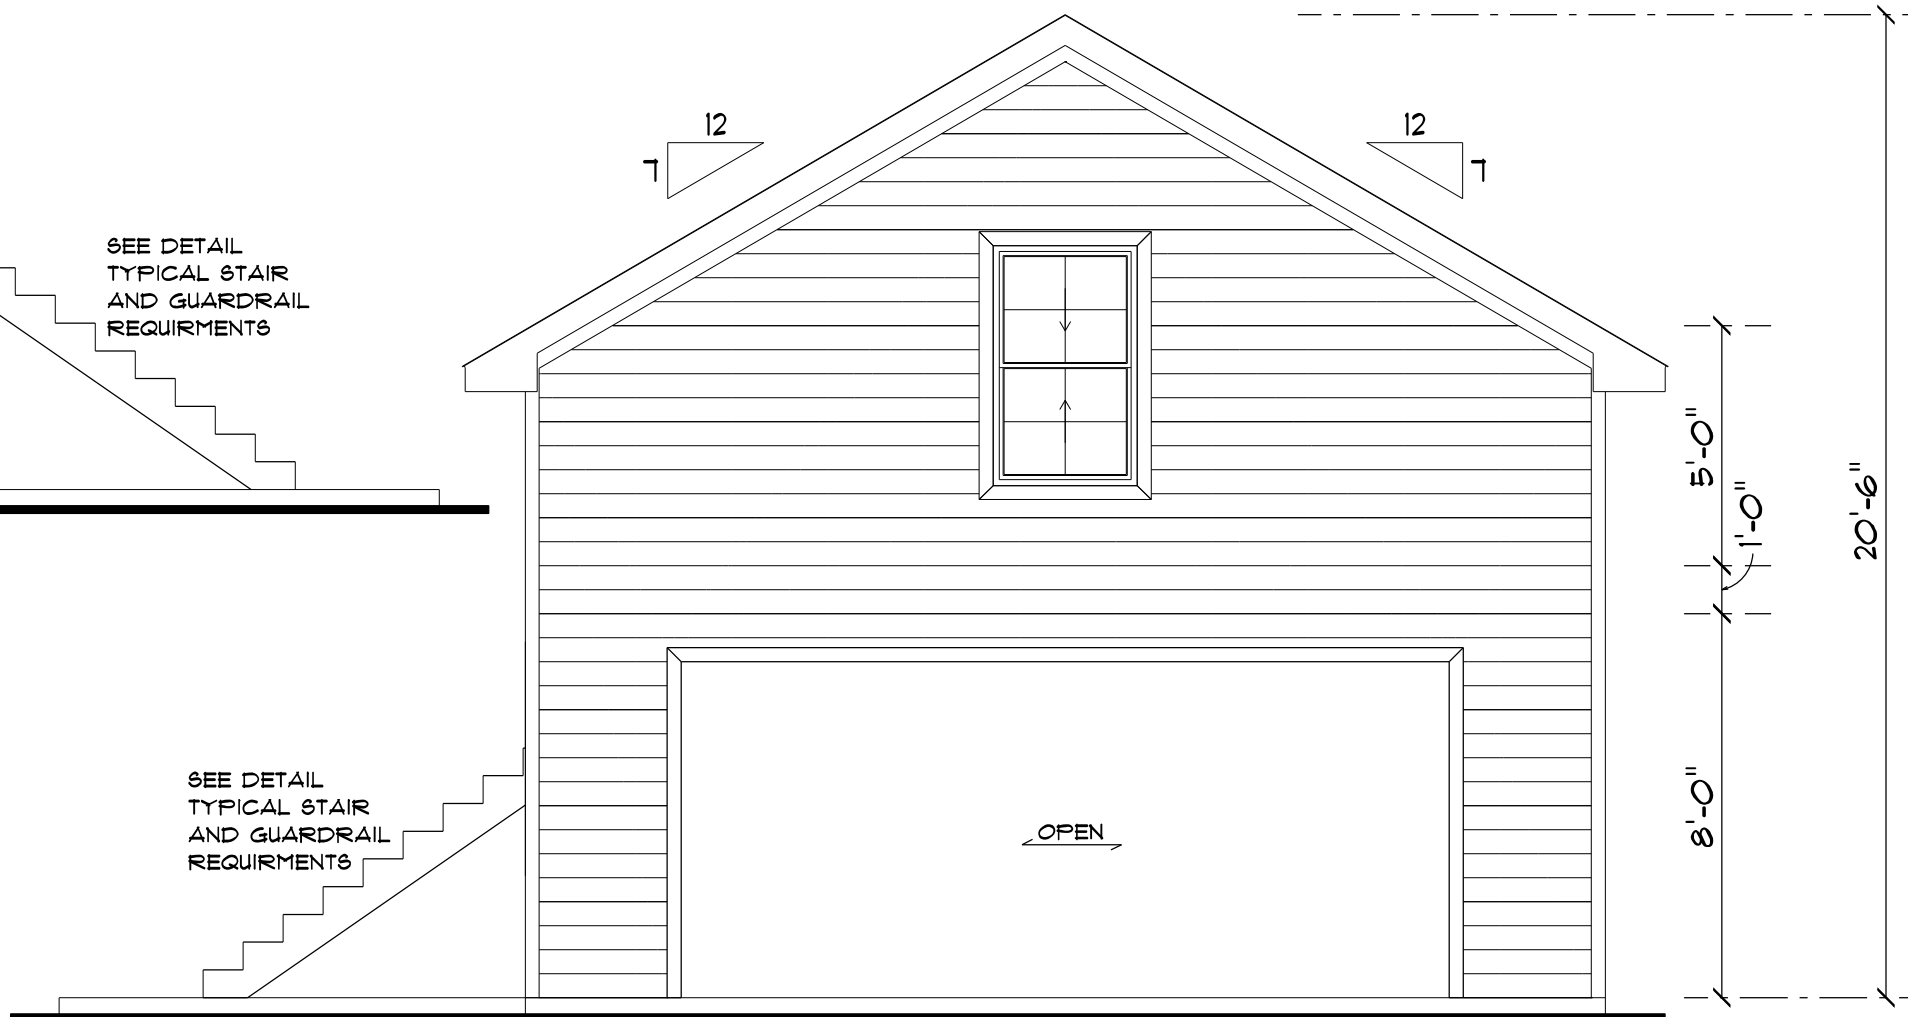 12
7
12
7
SEE DETAIL
TYPICAL STAIR
AND GUARDRAIL
REQUIRMENTS
5'-0"
1'-0"
20'-6"
8'-0"
SEE DETAIL
TYPICAL STAIR
AND GUARDRAIL
REQUIRMENTS
OPEN